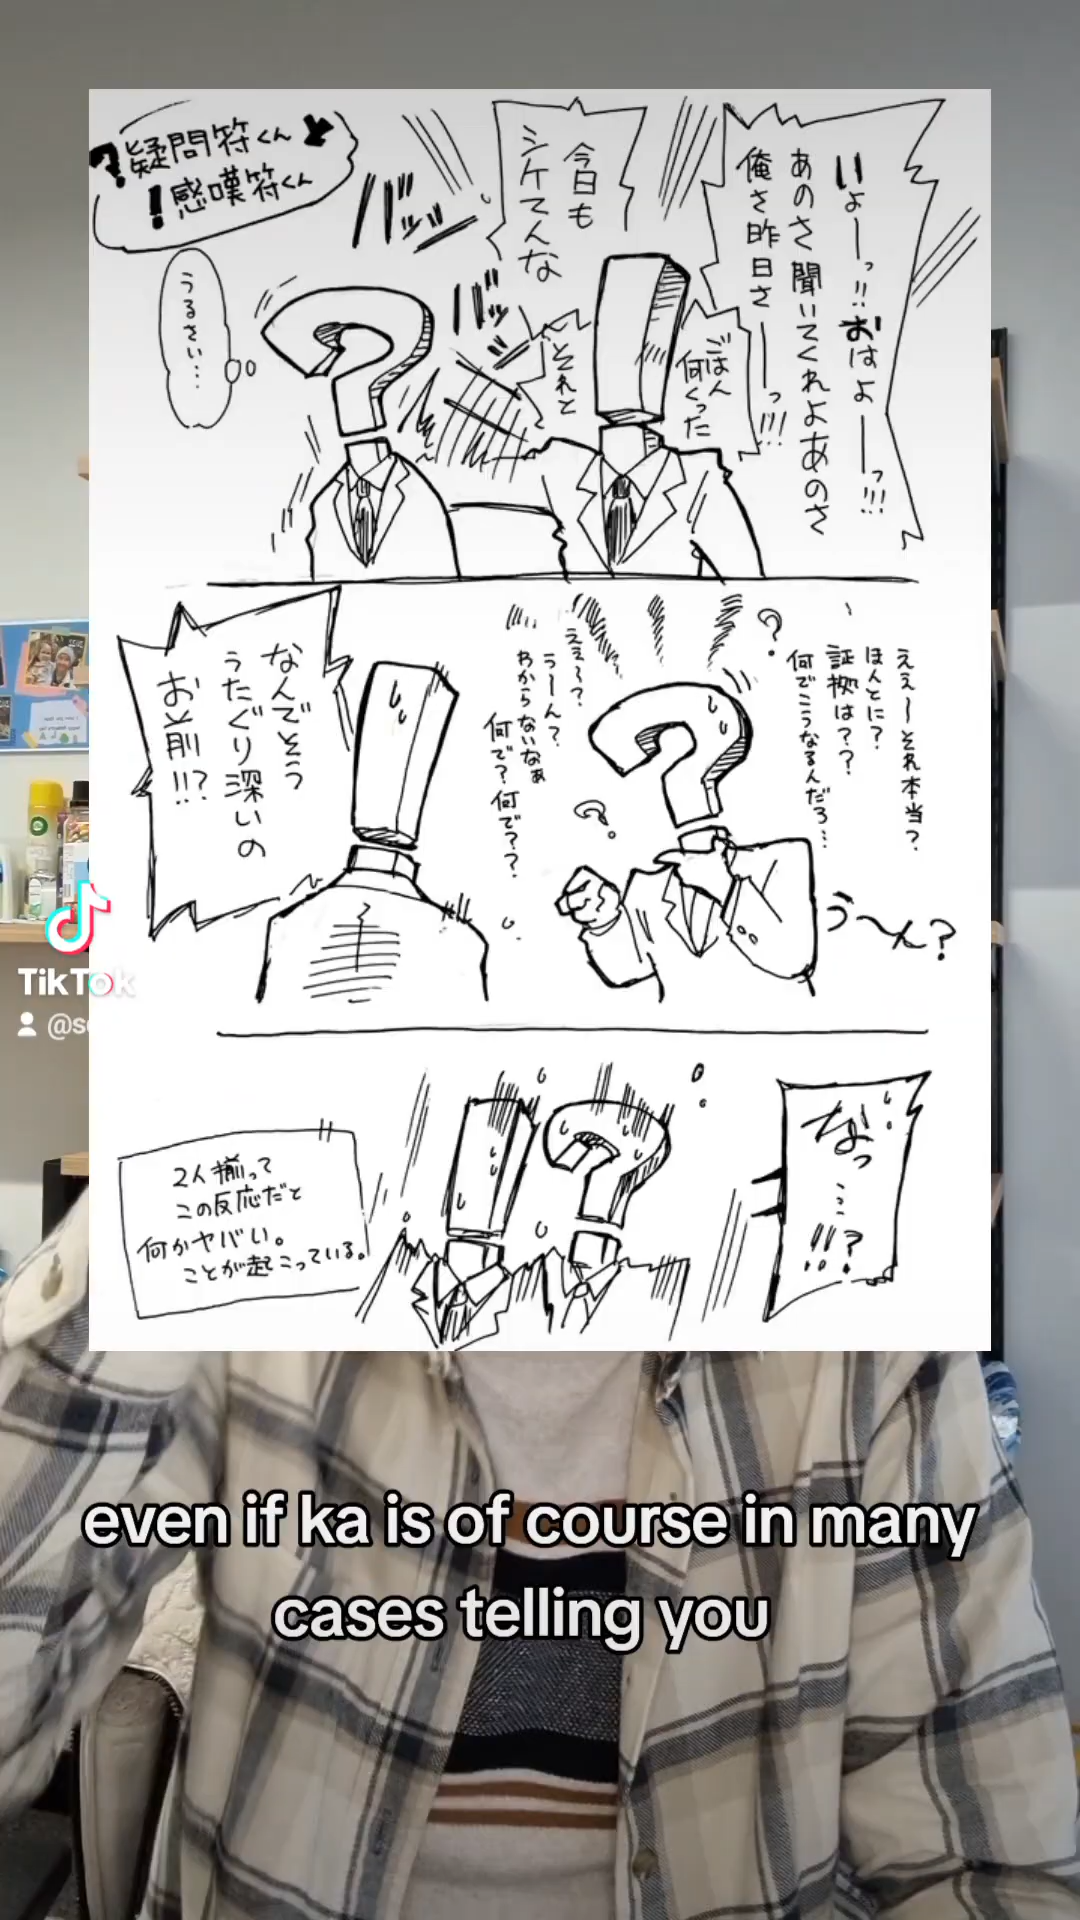 ?疑問符くんと
!感嘆符くん
いよーっ!!おはよーーっ!!!
あのさ聞いてくれよあのさ
俺さ昨日さーーっ!!!
ごはん
何くった
それと
今日も
シケてんな
バッ
バッ
うるさい…
ええ〜それ本当?
ほんとに?
証拠は??
何でこうなるんだろ…
?
ええ〜?
うーん?
わからないなぁ
何で?何で??
?
う〜ん?
なんでそう
うたぐり深いの
お前!!?
なっ…!!?
2人揃って
この反応だと
何かヤバい。
ことが起こっている。
TikTok
even if ka is of course in many
cases telling you